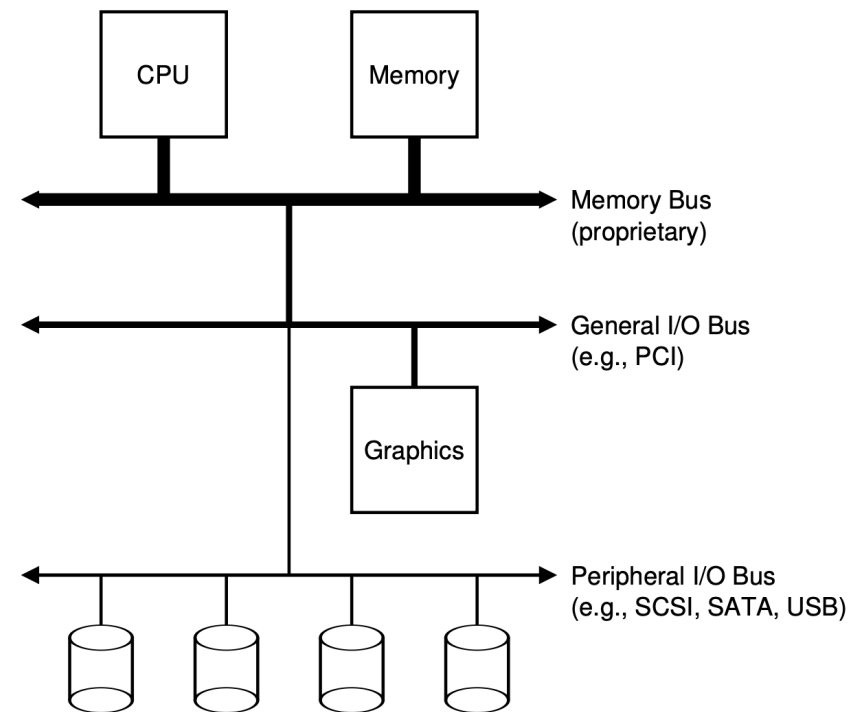 CPU
Memory
Memory Bus
(proprietary)
General I/O Bus
(e.g., PCI)
Graphics
Peripheral I/O Bus
(e.g., SCSI, SATA, USB)